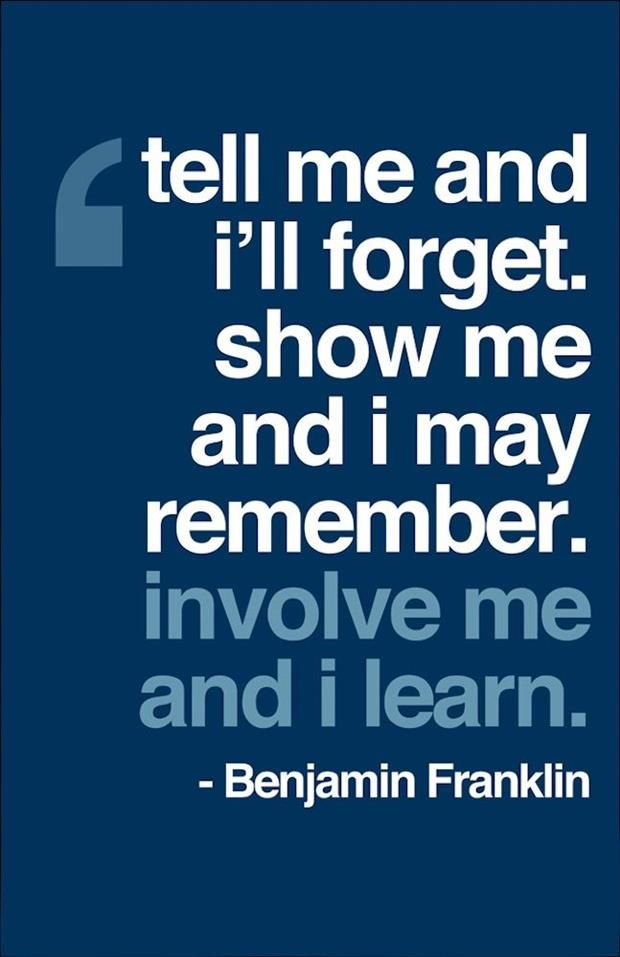 ‘tell me and
i’ll forget.
show me
and i may
remember.
involve me
and i learn.
- Benjamin Franklin